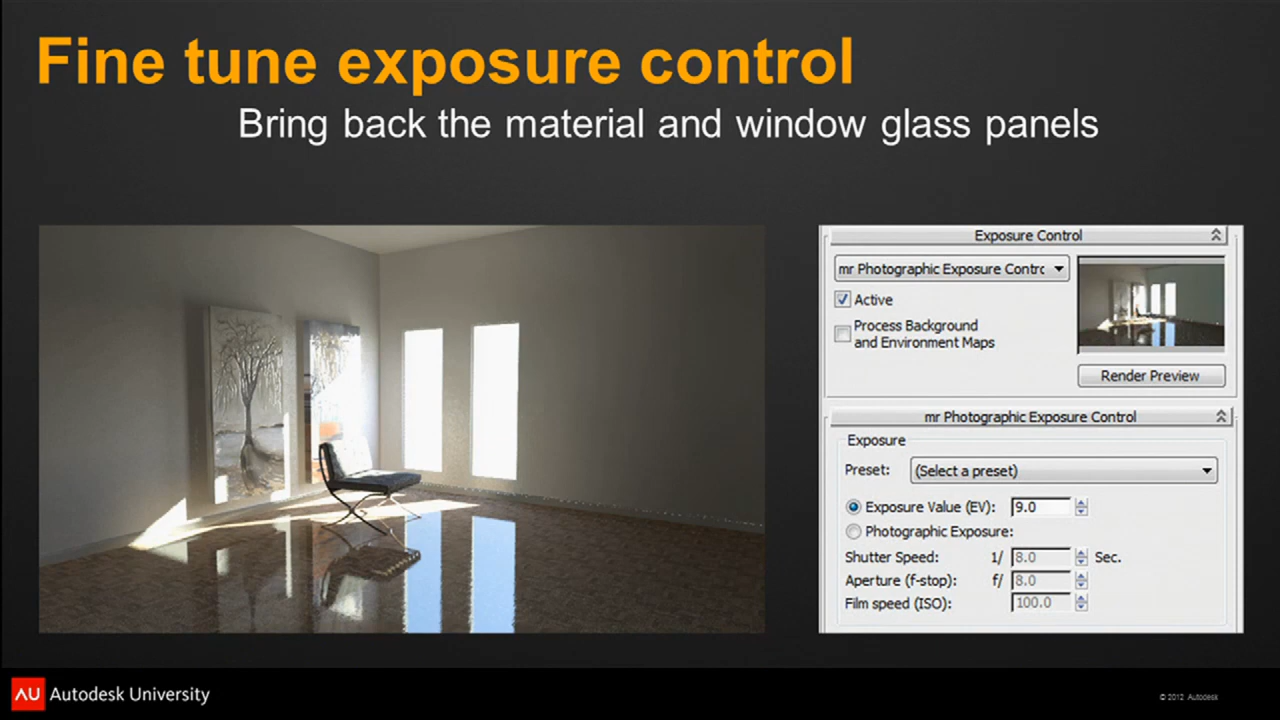 Fine tune exposure control
Bring back the material and window glass panels
Exposure Control
mr Photographic Exposure Contrc
Active
Process Background
and Environment Maps
Render Preview
mr Photographic Exposure Control
Exposure
Preset: (Select a preset)
Exposure Value (EV): 9.0
Photographic Exposure:
Shutter Speed: 1/ 8.0 Sec.
Aperture (f-stop): f/ 8.0
Film speed (ISO): 100.0
AU Autodesk University
© 2012 Autodesk